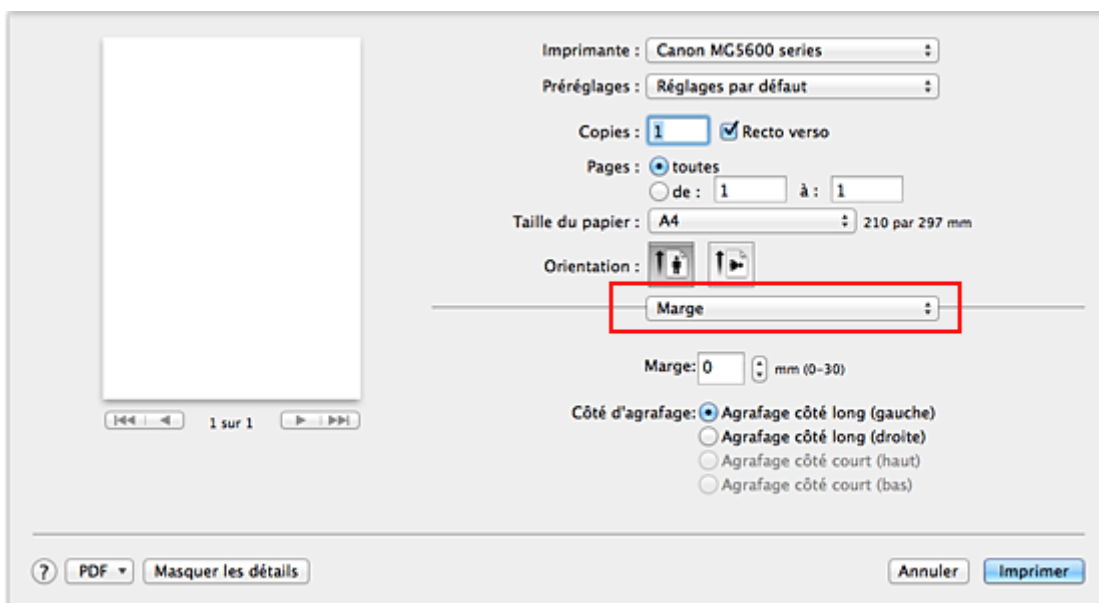 Imprimante : Canon MG5600 series
Préréglages : Réglages par défaut
Copies : 1 Recto verso
Pages : toutes
de : 1 à : 1
Taille du papier : A4 210 par 297 mm
Orientation :
Marge
Marge: 0 mm (0-30)
Côté d'agrafage: Agrafage côté long (gauche)
Agrafage côté long (droite)
Agrafage côté court (haut)
Agrafage côté court (bas)
1 sur 1
? PDF Masquer les détails Annuler Imprimer